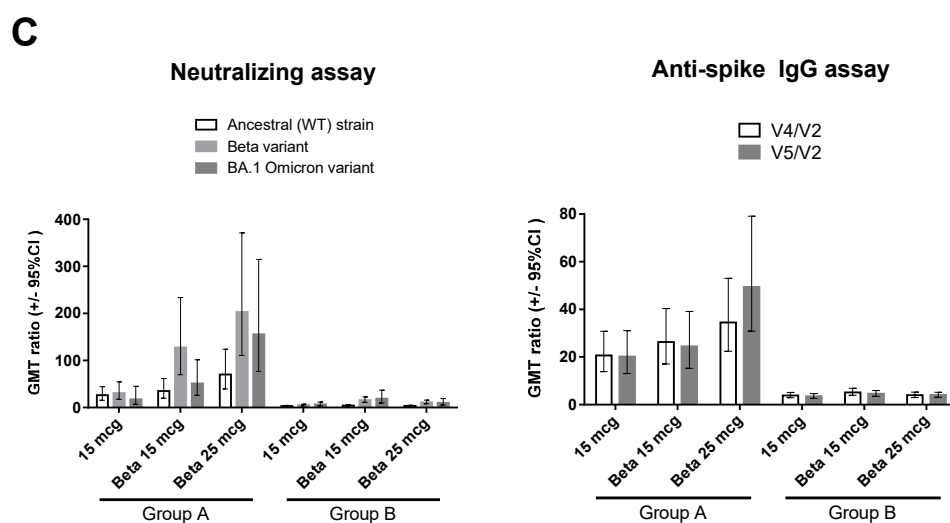 C
Neutralizing assay
Ancestral (WT) strain
Beta variant
BA.1 Omicron variant
GMT ratio (+/- 95%CI )
400
300
200
100
0
15 mcg
Beta 15 mcg
Beta 25 mcg
15 mcg
Beta 15 mcg
Beta 25 mcg
Group A
Group B
Anti-spike IgG assay
V4/V2
V5/V2
GMT ratio (+/- 95%CI )
80
60
40
20
0
15 mcg
Beta 15 mcg
Beta 25 mcg
15 mcg
Beta 15 mcg
Beta 25 mcg
Group A
Group B